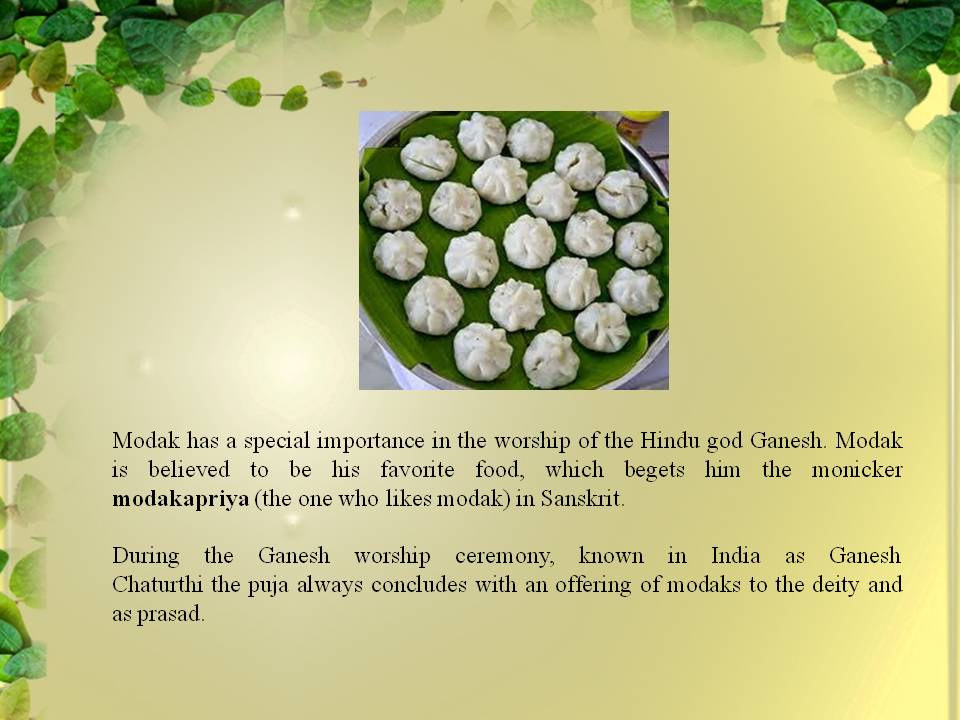 Modak has a special importance in the worship of the Hindu god Ganesh. Modak
is believed to be his favorite food, which begets him the monicker
modakapriya (the one who likes modak) in Sanskrit.
During the Ganesh worship ceremony, known in India as Ganesh
Chaturthi the puja always concludes with an offering of modaks to the deity and
as prasad.